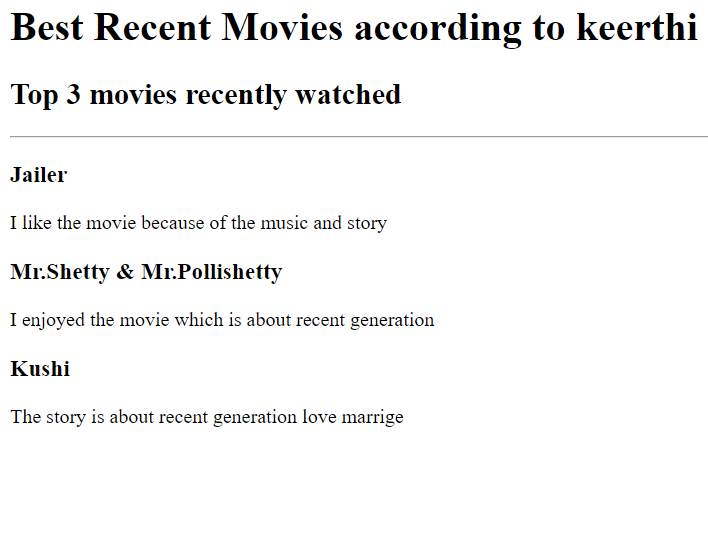 Best Recent Movies according to keerthi
Top 3 movies recently watched
Jailer
I like the movie because of the music and story
Mr.Shetty & Mr.Pollishetty
I enjoyed the movie which is about recent generation
Kushi
The story is about recent generation love marrige